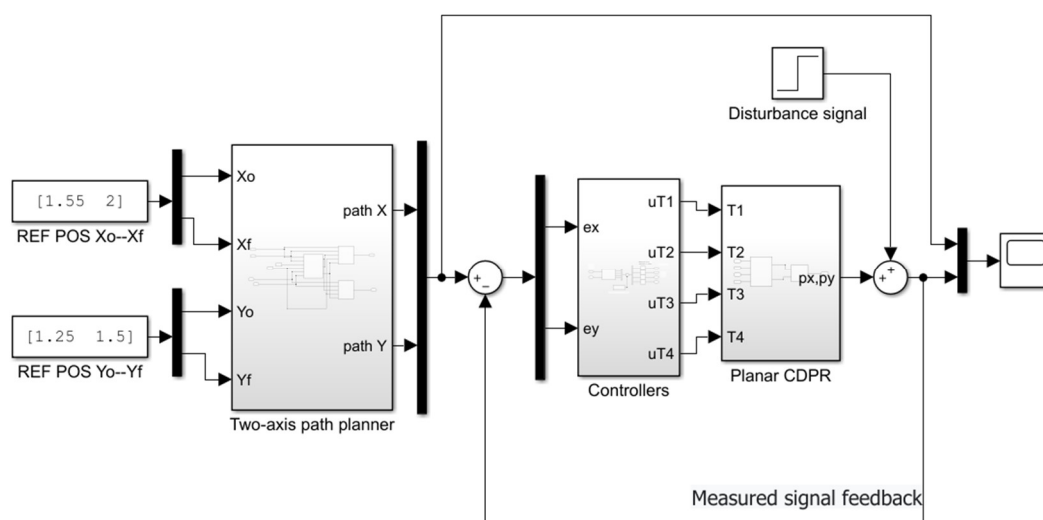 Disturbance signal
[1.55 2]
REF POS Xo--Xf
[1.25 1.5]
REF POS Yo--Yf
Xo
Xf
Yo
Yf
path X
path Y
Two-axis path planner
+
−
ex
ey
uT1
uT2
uT3
uT4
Controllers
T1
T2
T3
T4
px,py
Planar CDPR
+
+
Measured signal feedback